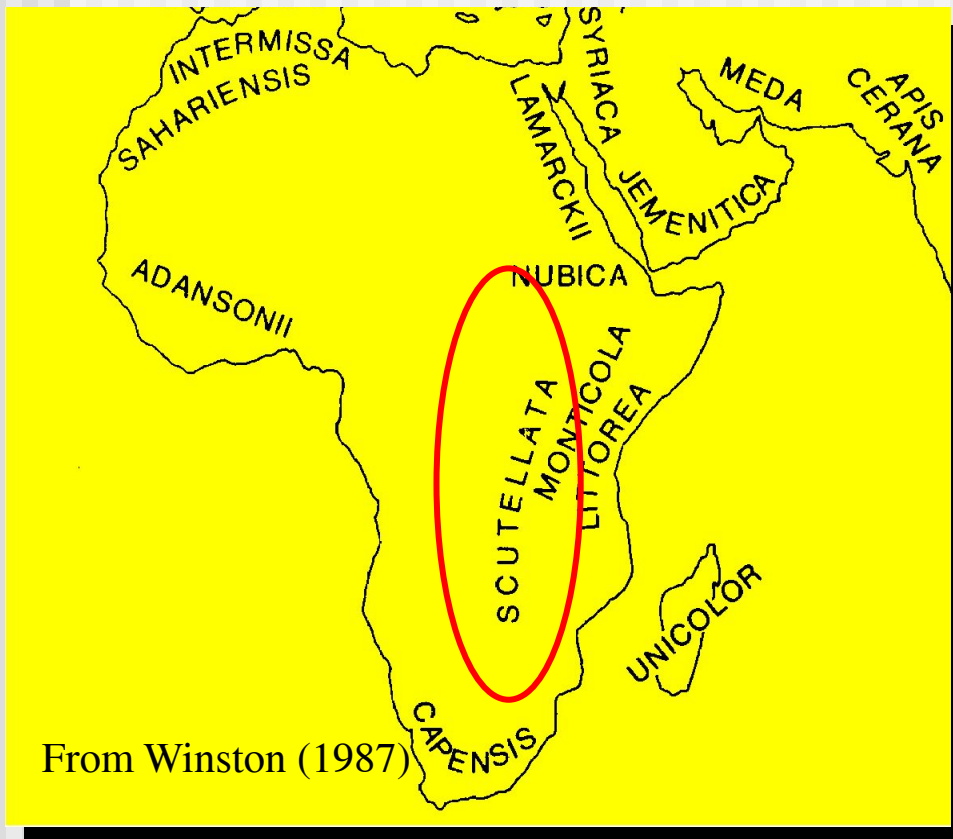 INTERMISSA
SAHARIENSIS
SYRIACA
LAMARCKII
MEDA
APIS
CERANA
JEMENITICA
ADANSONII
NUBICA
SCUTELLATA
MONTICOLA
LITTOREA
UNICOLOR
CAPENSIS
From Winston (1987)